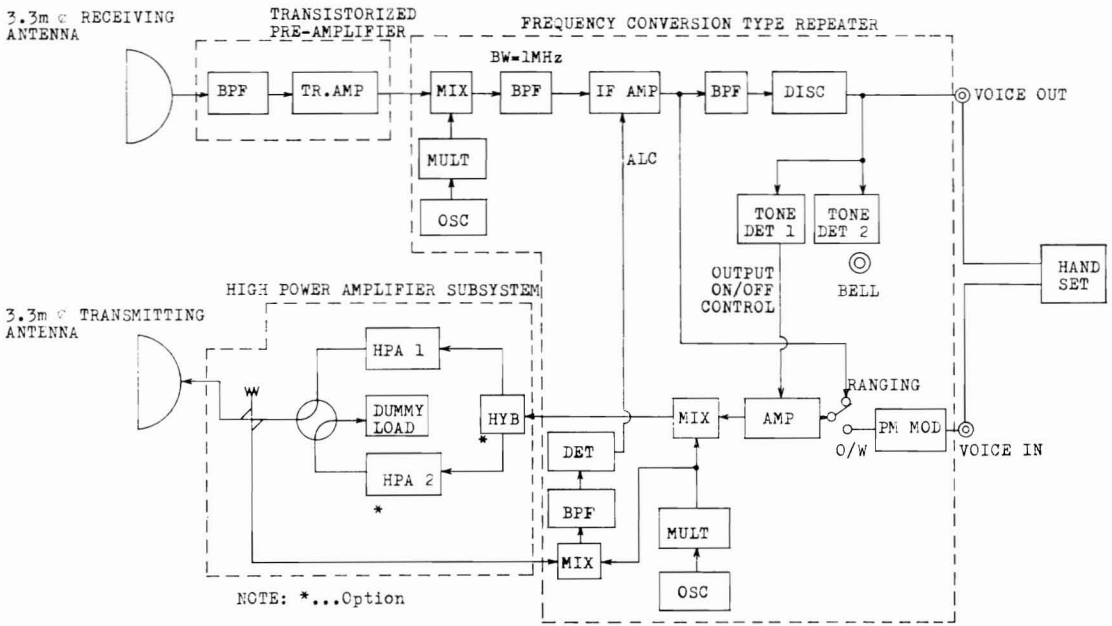 3.3m ⌀ RECEIVING
ANTENNA
TRANSISTORIZED
PRE-AMPLIFIER
FREQUENCY CONVERSION TYPE REPEATER
BPF
TR.AMP
MIX
BW=1MHz
BPF
IF AMP
BPF
DISC
VOICE OUT
MULT
OSC
ALC
TONE
DET 1
TONE
DET 2
OUTPUT
ON/OFF
CONTROL
BELL
HAND
SET
HIGH POWER AMPLIFIER SUBSYSTEM
3.3m ⌀ TRANSMITTING
ANTENNA
HPA 1
DUMMY
LOAD
HYB
*
HPA 2
*
MIX
AMP
RANGING
O/W
PM MOD
VOICE IN
DET
BPF
MIX
MULT
OSC
NOTE: *...Option